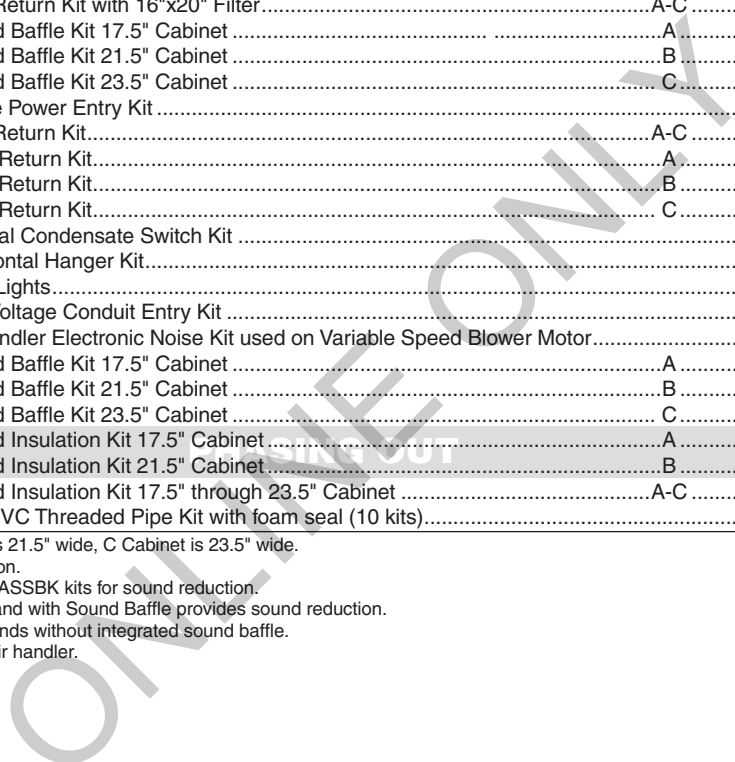 Return Kit with 16"x20" Filter........................................................................................A-C ........
d Baffle Kit 17.5" Cabinet ........................................... ...........................................A ..........
d Baffle Kit 21.5" Cabinet .......................................................................................B ..........
d Baffle Kit 23.5" Cabinet ....................................................................................... C ..........
e Power Entry Kit ..............................................................................................................
Return Kit...............................................................................................................A-C ........
Return Kit...............................................................................................................A ..........
Return Kit...............................................................................................................B ..........
Return Kit............................................................................................................... C ..........
al Condensate Switch Kit ................................................................................................
ontal Hanger Kit..............................................................................................................
Lights..............................................................................................................................
Voltage Conduit Entry Kit ................................................................................................
ndler Electronic Noise Kit used on Variable Speed Blower Motor...............................
d Baffle Kit 17.5" Cabinet .......................................................................................A ..........
d Baffle Kit 21.5" Cabinet .......................................................................................B ..........
d Baffle Kit 23.5" Cabinet ....................................................................................... C ..........
d Insulation Kit 17.5" Cabinet.................................................................................A ..........
PHASING OUT
d Insulation Kit 21.5" Cabinet.................................................................................B ..........
d Insulation Kit 17.5" through 23.5" Cabinet .........................................................A-C ........
VC Threaded Pipe Kit with foam seal (10 kits)................................................................
s 21.5" wide, C Cabinet is 23.5" wide.
on.
ASSBK kits for sound reduction.
and with Sound Baffle provides sound reduction.
nds without integrated sound baffle.
ir handler.
ONLINE ONLY